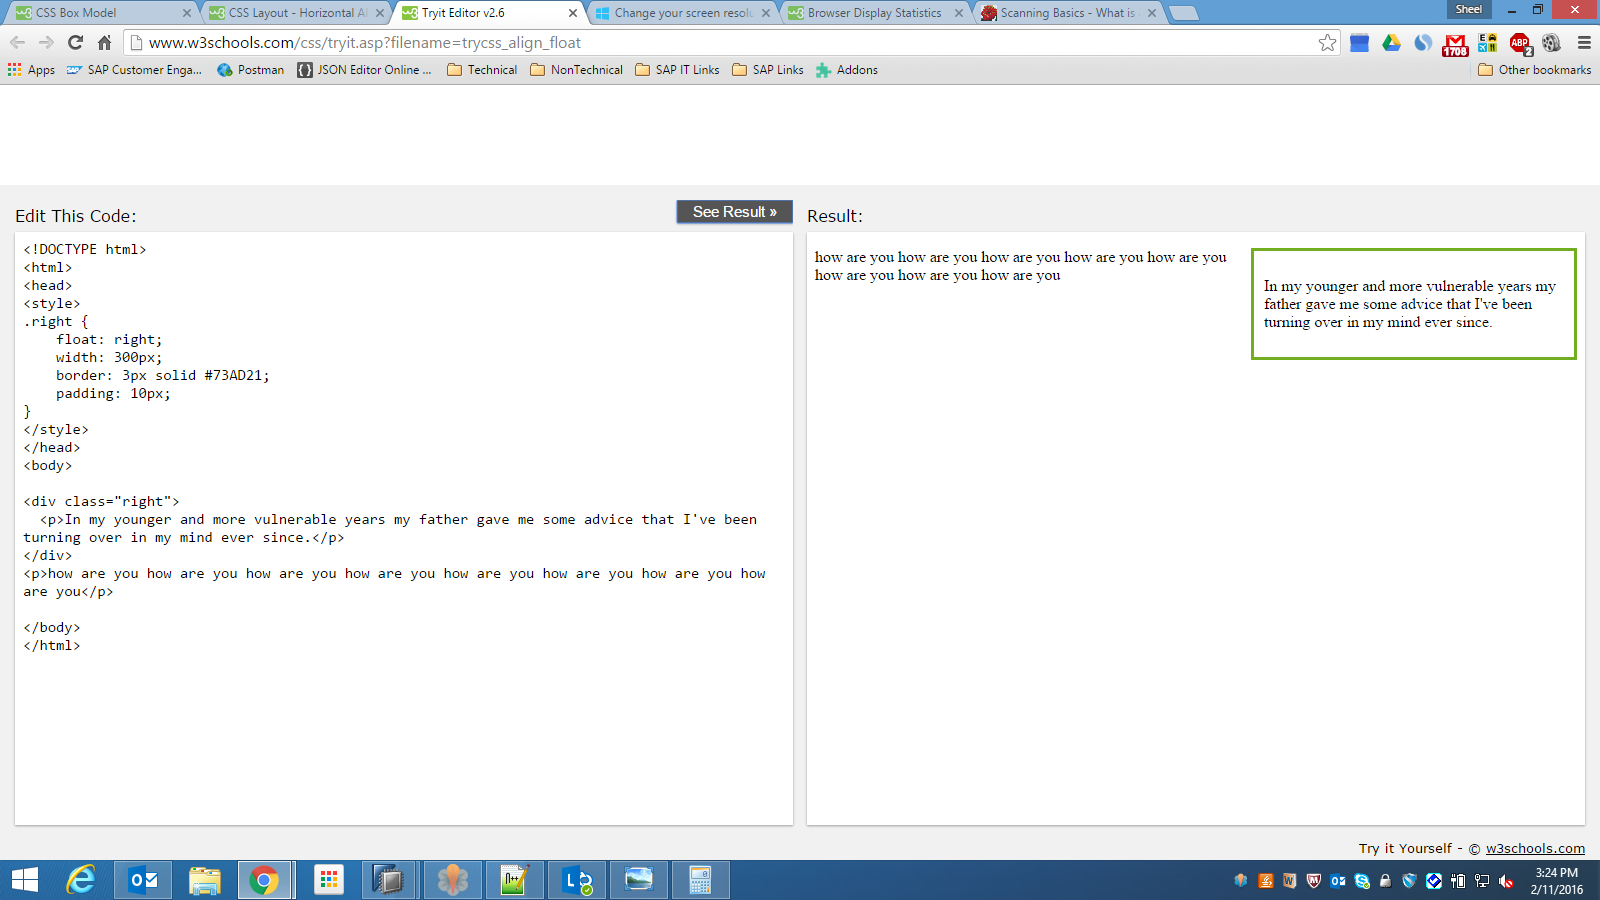 CSS Box Model
CSS Layout - Horizontal Al
Tryit Editor v2.6
Change your screen resolu
Browser Display Statistics
Scanning Basics - What is
Sheel
www.w3schools.com/css/tryit.asp?filename=trycss_align_float
1708
ABP
2
Apps
SAP Customer Enga...
Postman
JSON Editor Online ...
Technical
NonTechnical
SAP IT Links
SAP Links
Addons
Other bookmarks
Edit This Code:
See Result »
<!DOCTYPE html>
<html>
<head>
<style>
.right {
    float: right;
    width: 300px;
    border: 3px solid #73AD21;
    padding: 10px;
}
</style>
</head>
<body>

<div class="right">
  <p>In my younger and more vulnerable years my father gave me some advice that I've been
turning over in my mind ever since.</p>
</div>
<p>how are you how are you how are you how are you how are you how are you how are you how
are you</p>

</body>
</html>
Result:
how are you how are you how are you how are you how are you
how are you how are you how are you
In my younger and more vulnerable years my
father gave me some advice that I've been
turning over in my mind ever since.
Try it Yourself - © w3schools.com
3:24 PM
2/11/2016